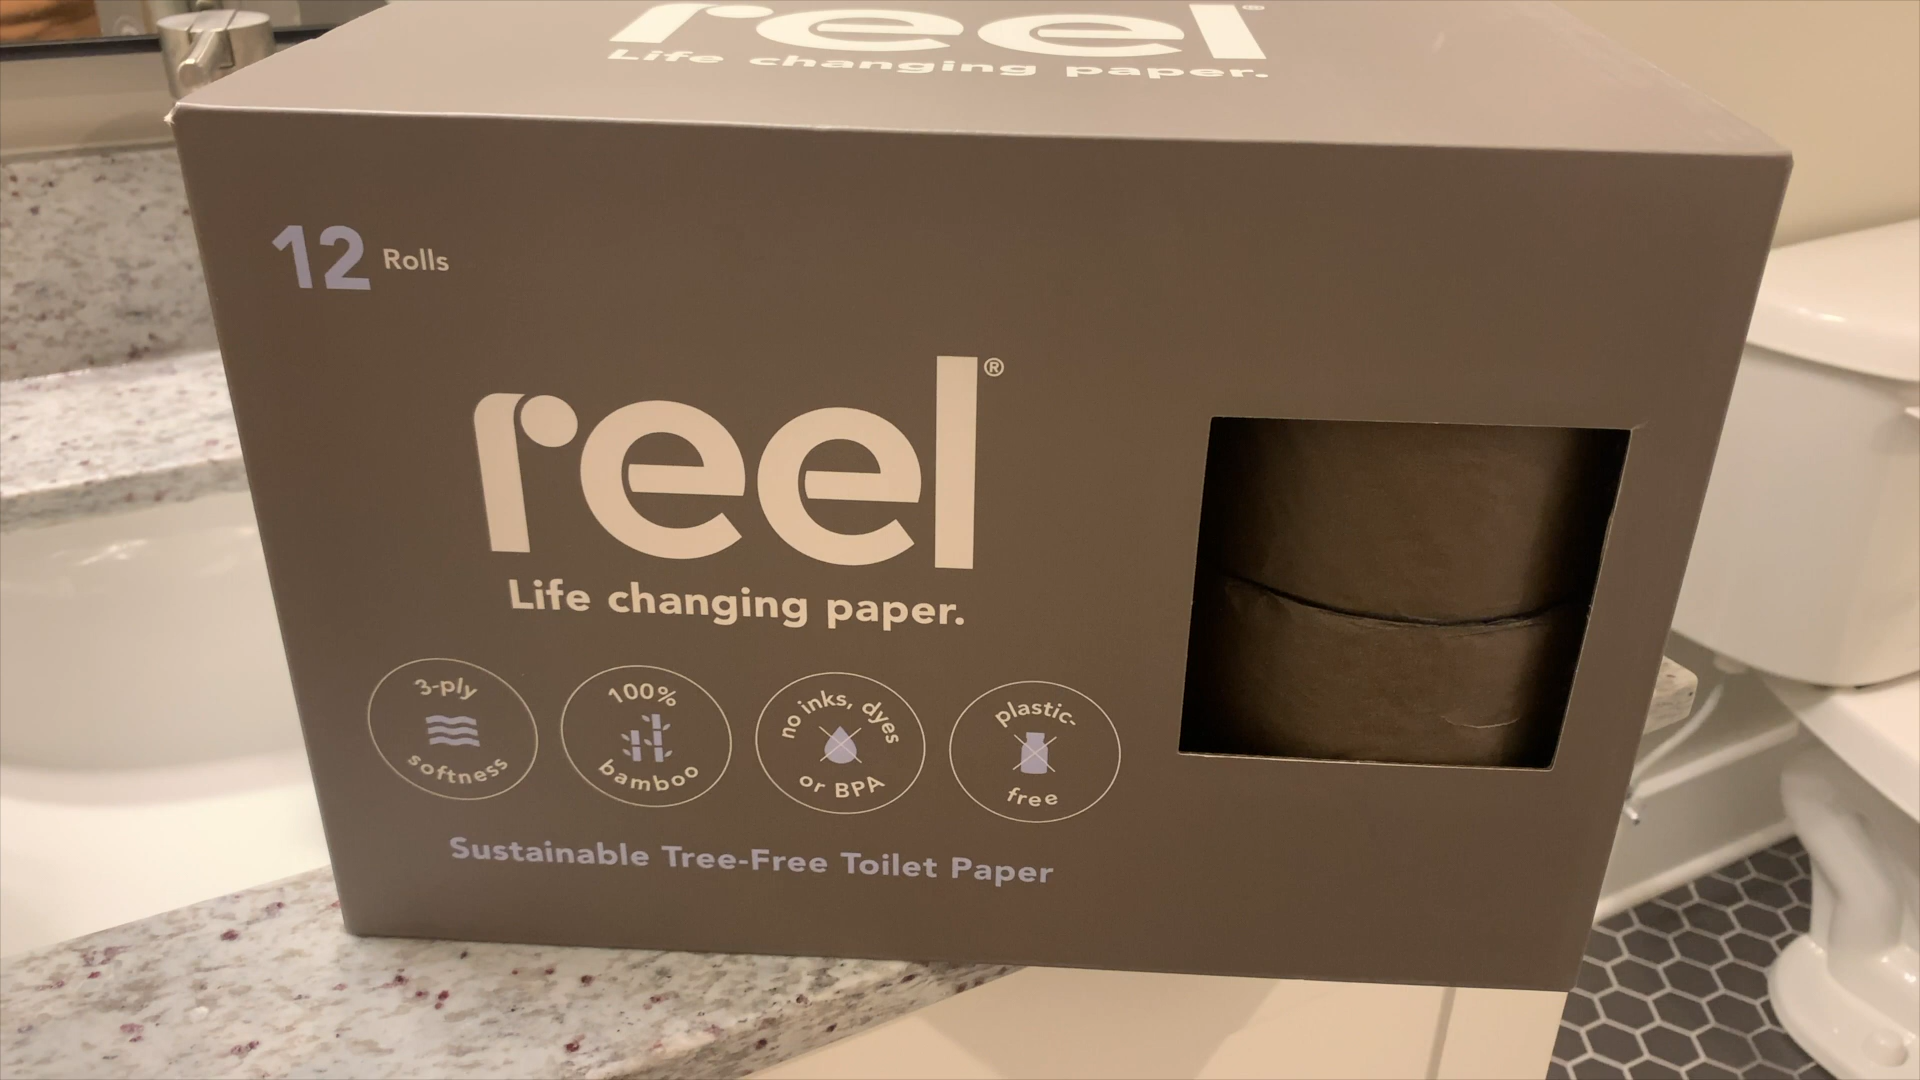 reel®
Life changing paper.
12 Rolls
reel®
Life changing paper.
3-ply
softness
100%
bamboo
no inks, dyes
or BPA
plastic-
free
Sustainable Tree-Free Toilet Paper